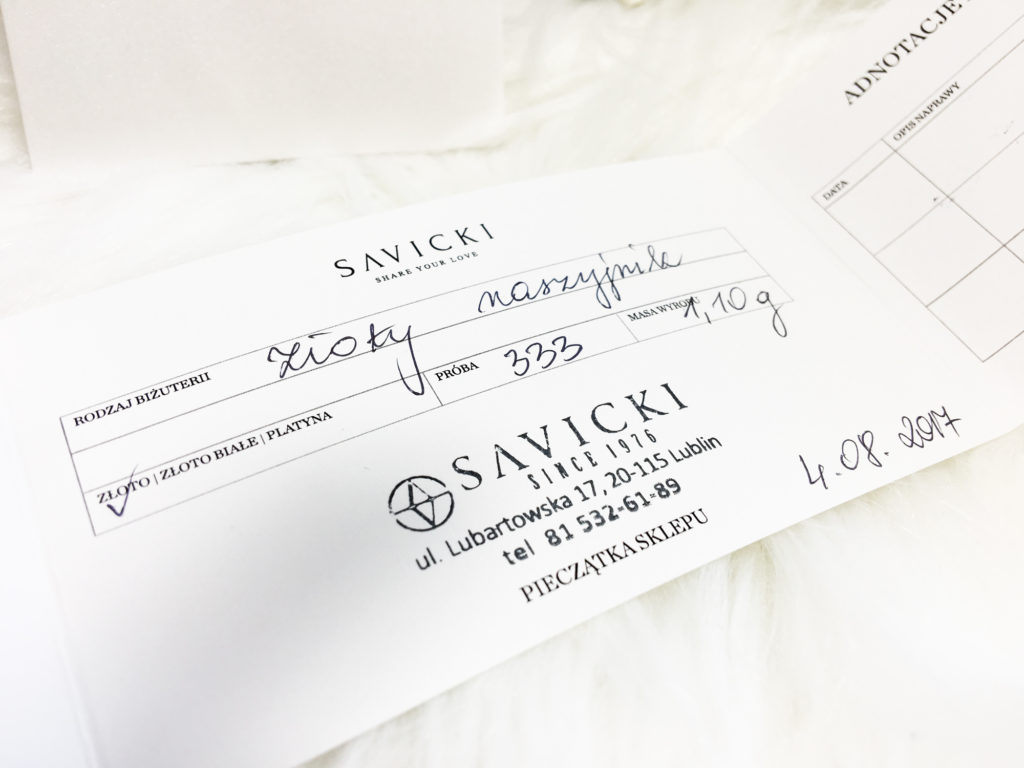 SAVICKI
SHARE YOUR LOVE
RODZAJ BIŻUTERII złoty naszyjnik
ZŁOTO | ZŁOTO BIAŁE | PLATYNA
PRÓBA 333
MASA WYROBU 1,10 g
SAVICKI
SINCE 1976
ul. Lubartowska 17, 20-115 Lublin
tel 81 532-61-89
PIECZĄTKA SKLEPU
4.08.2017
ADNOTACJE
DATA
OPIS NAPRAWY